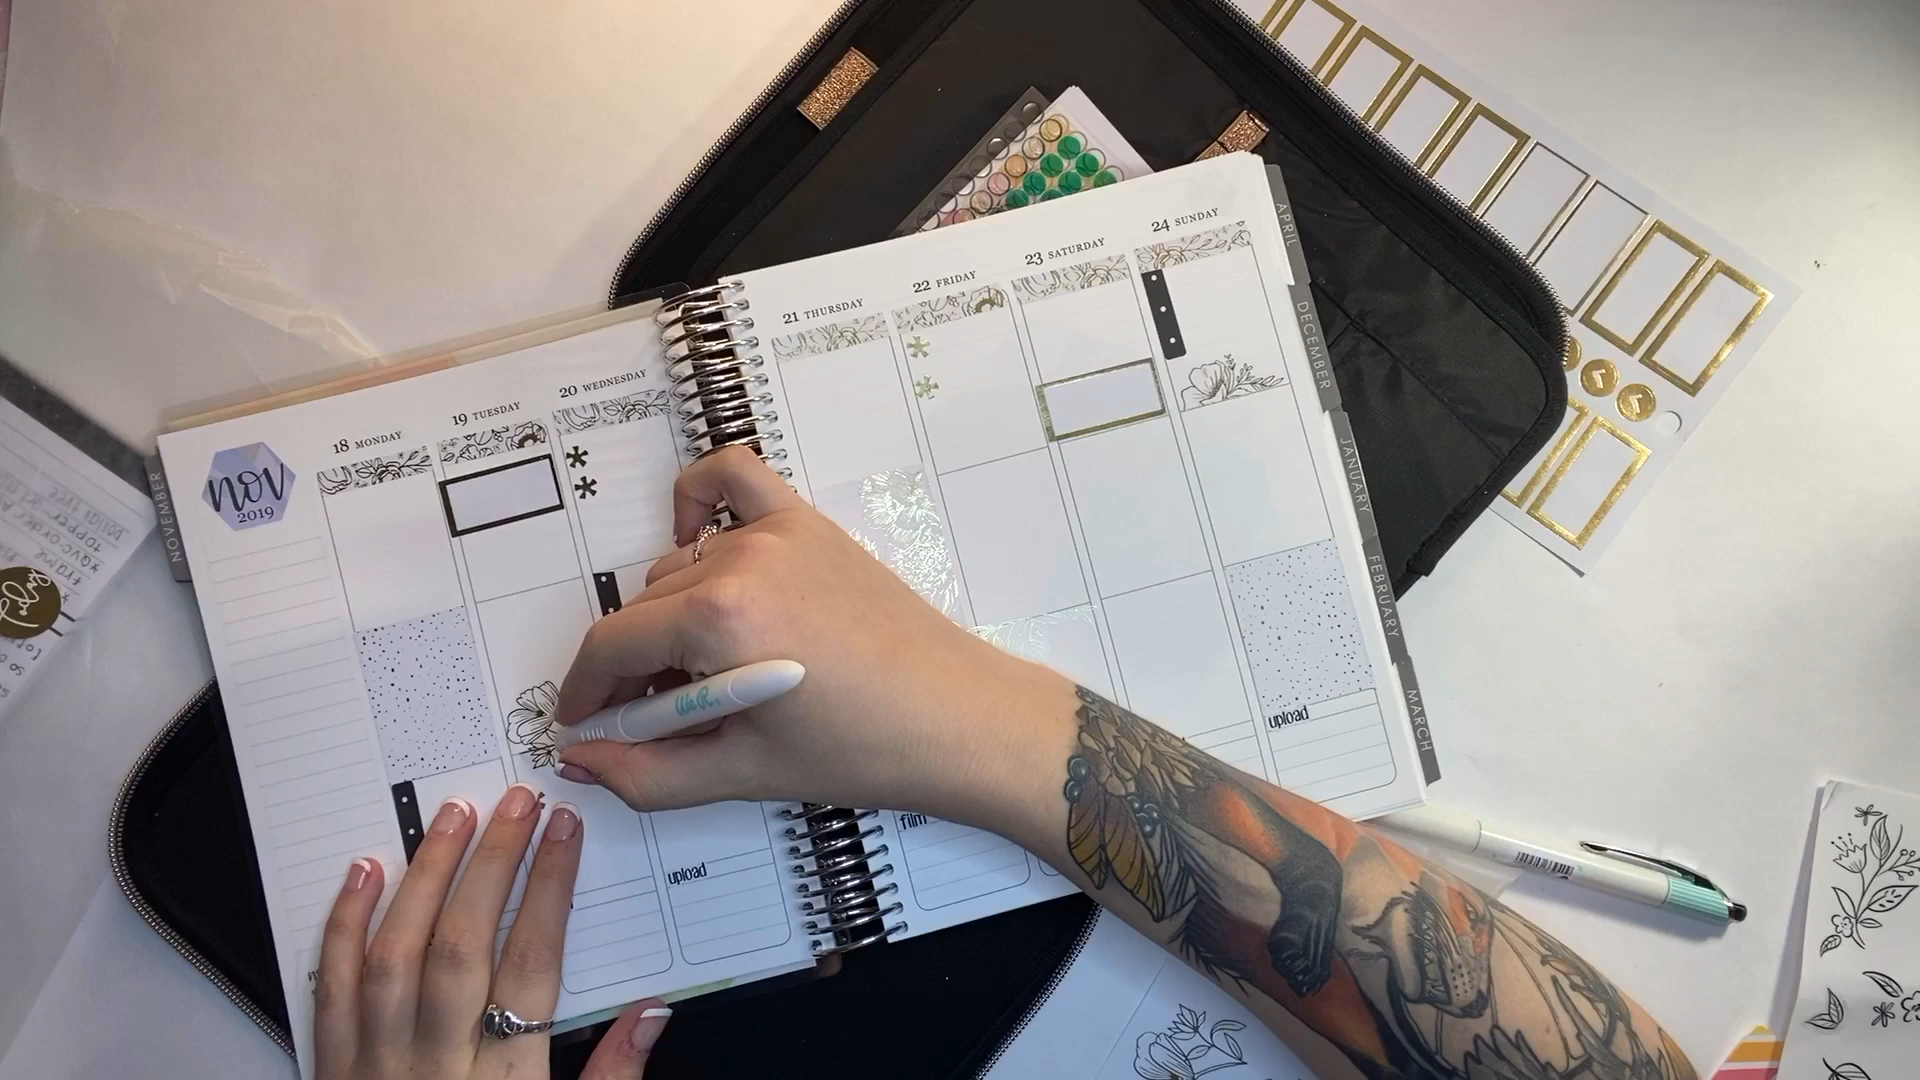 nov
2019
18 MONDAY
19 TUESDAY
20 WEDNESDAY
21 THURSDAY
22 FRIDAY
23 SATURDAY
24 SUNDAY
upload
film
upload
NOVEMBER
APRIL
DECEMBER
JANUARY
FEBRUARY
MARCH
We R